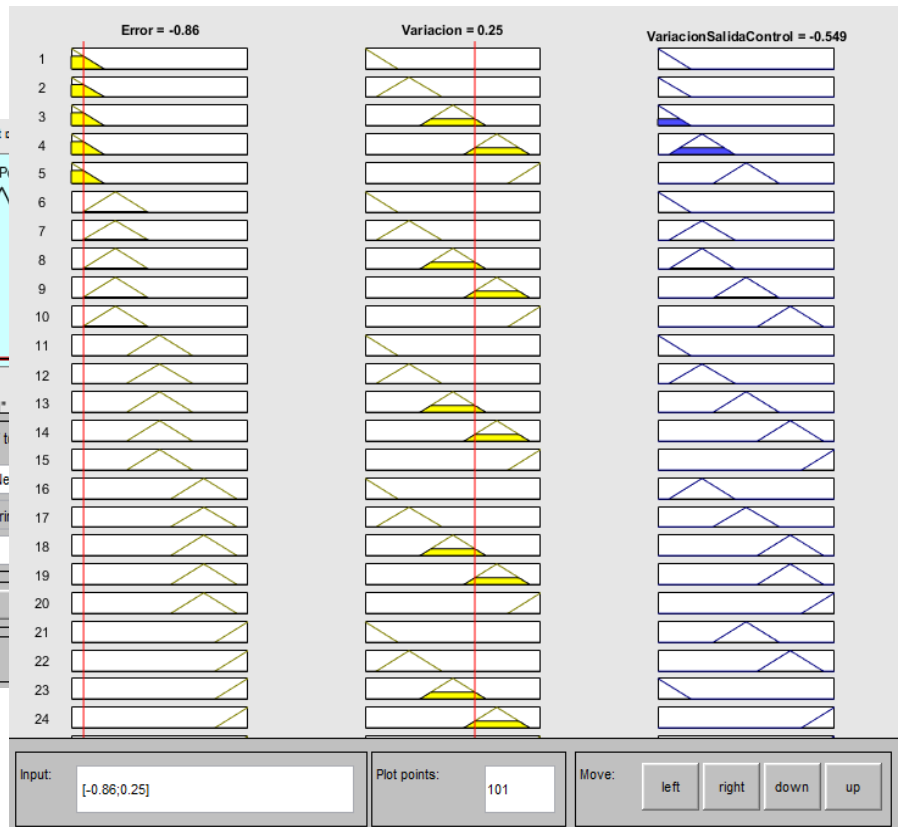 Error = -0.86
Variacion = 0.25
VariacionSalidaControl = -0.549
1
2
3
4
5
6
7
8
9
10
11
12
13
14
15
16
17
18
19
20
21
22
23
24
Input:
[-0.86;0.25]
Plot points:
101
Move:
left
right
down
up